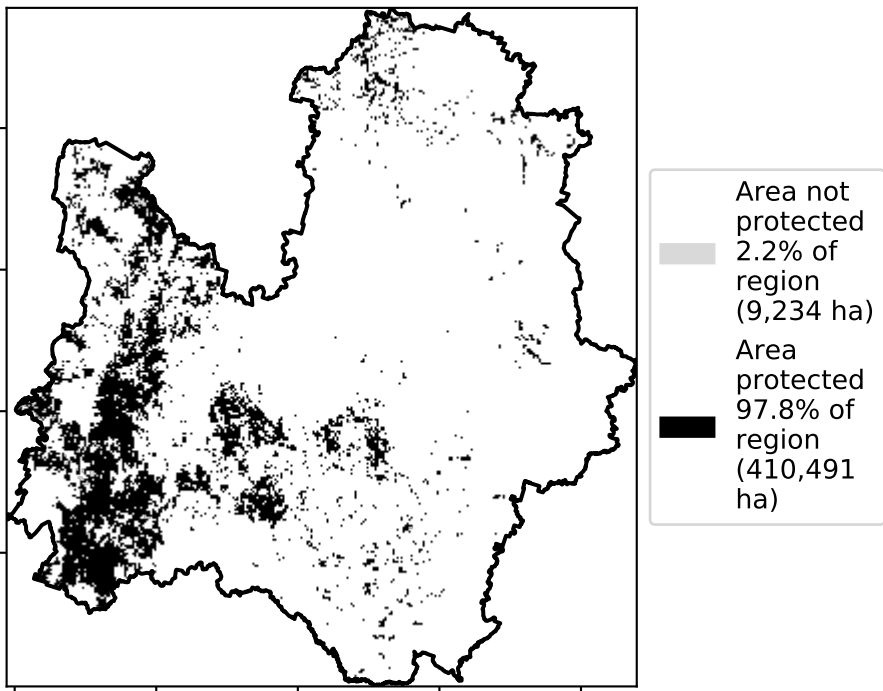 Area not
protected
2.2% of
region
(9,234 ha)
Area
protected
97.8% of
region
(410,491
ha)